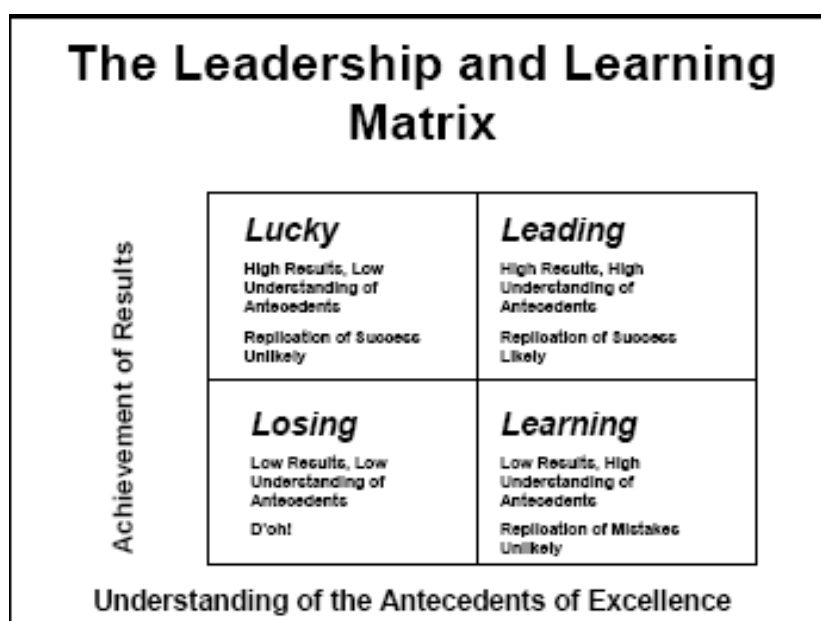 The Leadership and Learning
Matrix
Achievement of Results
Lucky
High Results, Low
Understanding of
Antecedents
Replication of Success
Unlikely
Leading
High Results, High
Understanding of
Antecedents
Replication of Success
Likely
Losing
Low Results, Low
Understanding of
Antecedents
D'oh!
Learning
Low Results, High
Understanding of
Antecedents
Replication of Mistakes
Unlikely
Understanding of the Antecedents of Excellence